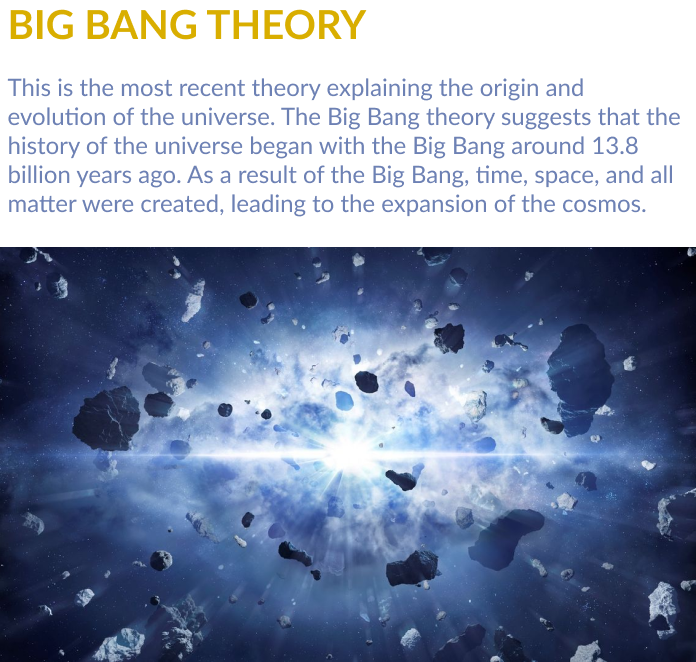 BIG BANG THEORY
This is the most recent theory explaining the origin and
evolution of the universe. The Big Bang theory suggests that the
history of the universe began with the Big Bang around 13.8
billion years ago. As a result of the Big Bang, time, space, and all
matter were created, leading to the expansion of the cosmos.